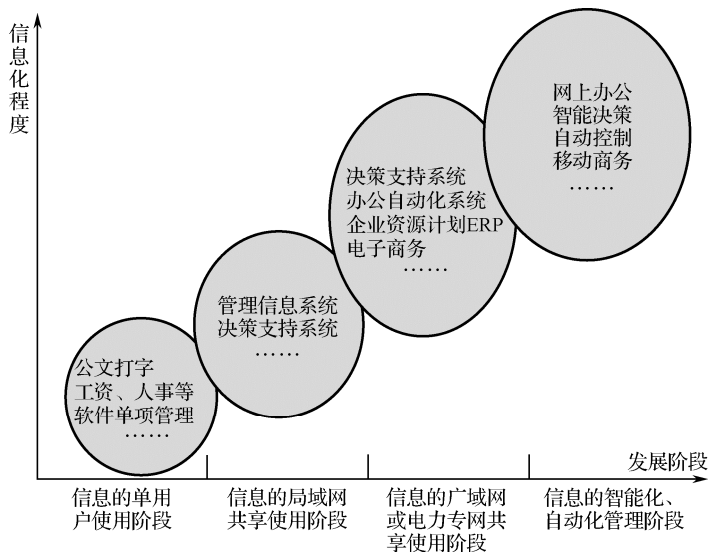 信息化程度
网上办公
智能决策
自动控制
移动商务
……
决策支持系统
办公自动化系统
企业资源计划ERP
电子商务
……
管理信息系统
决策支持系统
……
公文打字
工资、人事等
软件单项管理
……
发展阶段
信息的单用
户使用阶段
信息的局域网
共享使用阶段
信息的广域网
或电力专网共
享使用阶段
信息的智能化、
自动化管理阶段